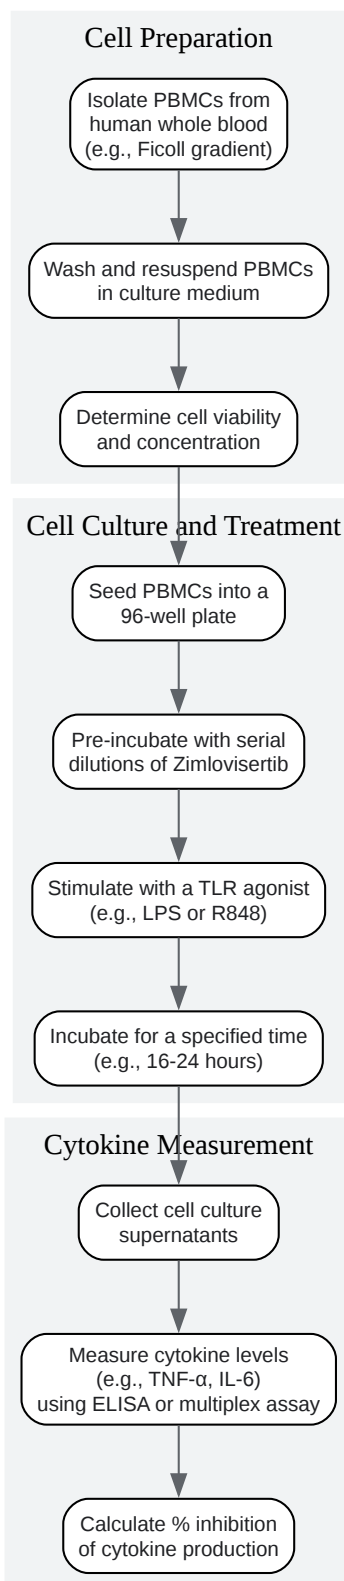 Cell Preparation
Isolate PBMCs from
human whole blood
(e.g., Ficoll gradient)
Wash and resuspend PBMCs
in culture medium
Determine cell viability
and concentration
Cell Culture and Treatment
Seed PBMCs into a
96-well plate
Pre-incubate with serial
dilutions of Zimlovisertib
Stimulate with a TLR agonist
(e.g., LPS or R848)
Incubate for a specified time
(e.g., 16-24 hours)
Cytokine Measurement
Collect cell culture
supernatants
Measure cytokine levels
(e.g., TNF-α, IL-6)
using ELISA or multiplex assay
Calculate % inhibition
of cytokine production